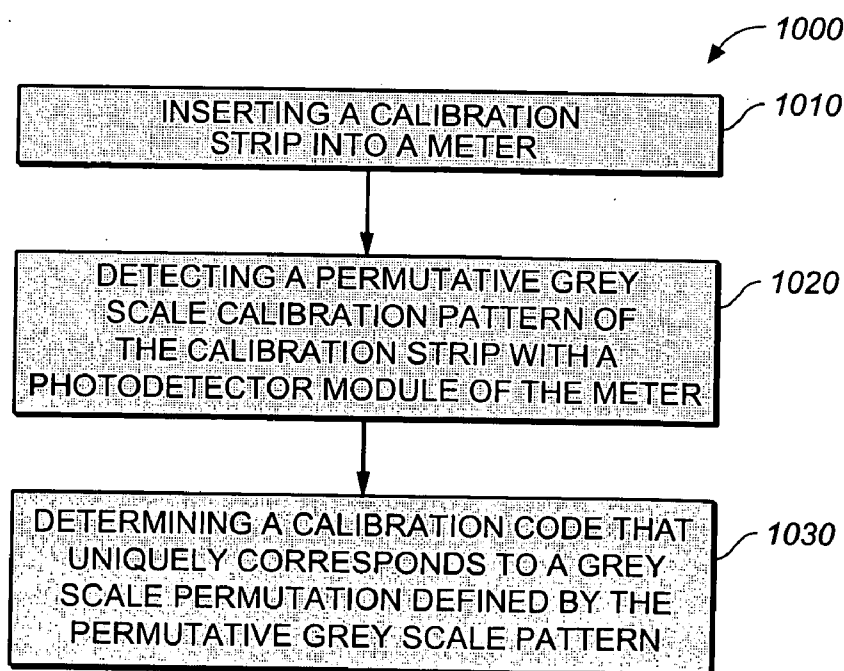 1000
INSERTING A CALIBRATION
STRIP INTO A METER
1010
DETECTING A PERMUTATIVE GREY
SCALE CALIBRATION PATTERN OF
THE CALIBRATION STRIP WITH A
PHOTODETECTOR MODULE OF THE METER
1020
DETERMINING A CALIBRATION CODE THAT
UNIQUELY CORRESPONDS TO A GREY
SCALE PERMUTATION DEFINED BY THE
PERMUTATIVE GREY SCALE PATTERN
1030